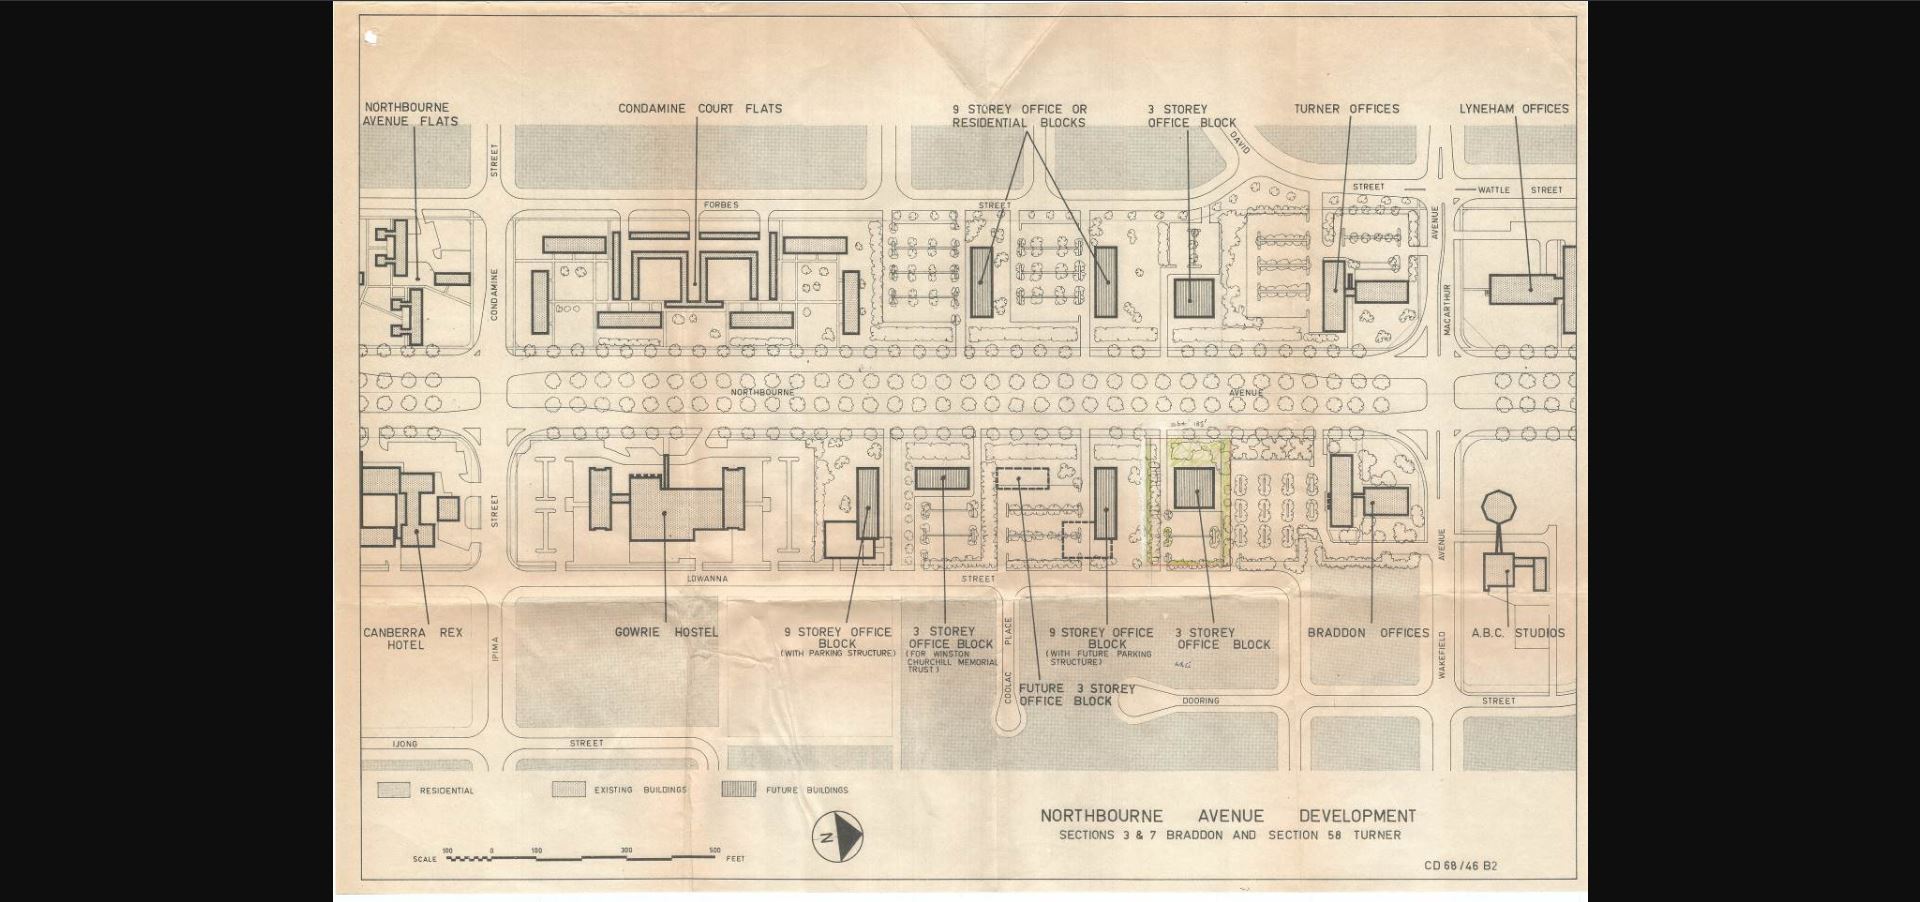 NORTHBOURNE
AVENUE FLATS
CONDAMINE COURT FLATS
9 STOREY OFFICE OR
RESIDENTIAL BLOCKS
3 STOREY
OFFICE BLOCK
TURNER OFFICES
LYNEHAM OFFICES
STREET
DAVID
FORBES
STREET
STREET
WATTLE STREET
AVENUE
CONDAMINE
MACARTHUR
NORTHBOURNE
AVENUE
185'
STREET
AVENUE
LOWANNA
STREET
CANBERRA REX
HOTEL
IPIMA
GOWRIE HOSTEL
9 STOREY OFFICE
BLOCK
(WITH PARKING STRUCTURE)
3 STOREY
OFFICE BLOCK
(FOR WINSTON
CHURCHILL MEMORIAL
TRUST)
COOLAC PLACE
9 STOREY OFFICE
BLOCK
(WITH FUTURE PARKING
STRUCTURE)
3 STOREY
OFFICE BLOCK
BRADDON OFFICES
WAKEFIELD
A.B.C. STUDIOS
FUTURE 3 STOREY
OFFICE BLOCK
DOORING
STREET
IJONG
STREET
RESIDENTIAL
EXISTING BUILDINGS
FUTURE BUILDINGS
NORTHBOURNE AVENUE DEVELOPMENT
SECTIONS 3 & 7 BRADDON AND SECTION 58 TURNER
N
SCALE 100 0 100 300 500 FEET
CD 68/46 B2